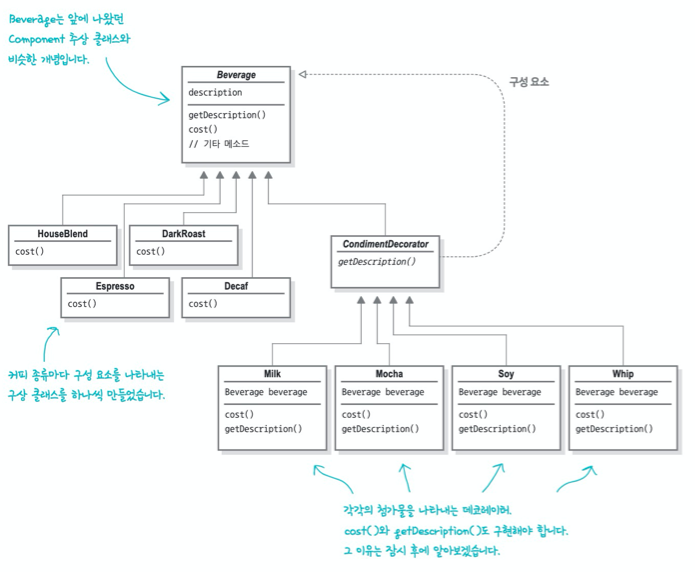 Beverage는 앞에 나왔던
Component 추상 클래스와
비슷한 개념입니다.
Beverage
description
getDescription()
cost()
// 기타 메소드
구성 요소
HouseBlend
cost()
DarkRoast
cost()
Espresso
cost()
Decaf
cost()
CondimentDecorator
getDescription()
커피 종류마다 구성 요소를 나타내는
구상 클래스를 하나씩 만들었습니다.
Milk
Beverage beverage
cost()
getDescription()
Mocha
Beverage beverage
cost()
getDescription()
Soy
Beverage beverage
cost()
getDescription()
Whip
Beverage beverage
cost()
getDescription()
각각의 첨가물을 나타내는 데코레이터.
cost()와 getDescription()도 구현해야 합니다.
그 이유는 잠시 후에 알아보겠습니다.